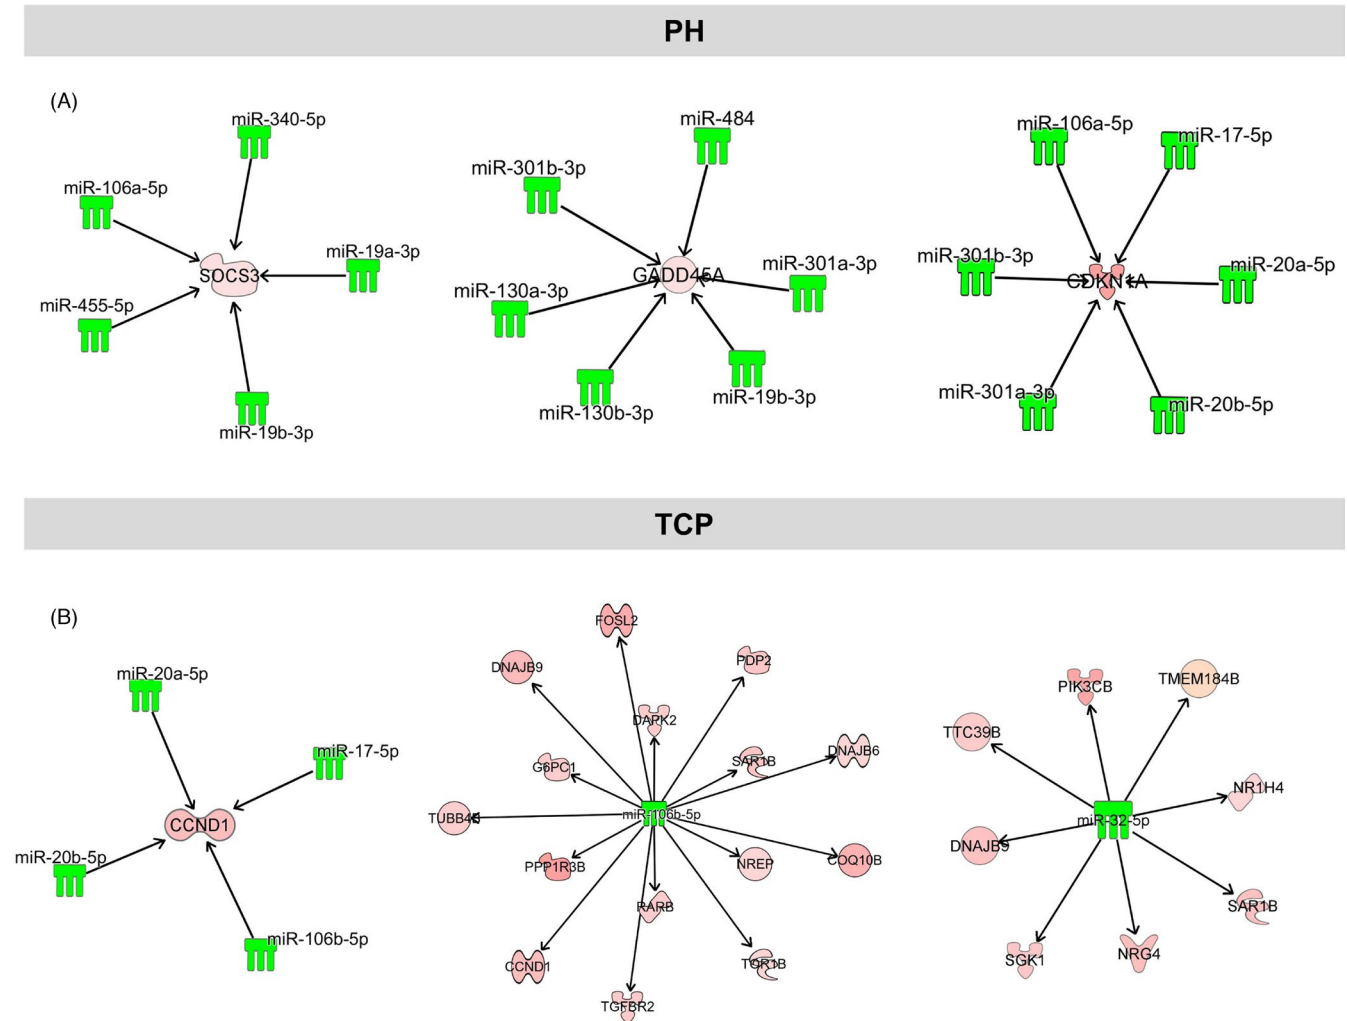 PH
(A)
miR-340-5p
miR-106a-5p
miR-19a-3p
SOCS3
miR-455-5p
miR-19b-3p
miR-484
miR-301b-3p
GADD45A
miR-301a-3p
miR-130a-3p
miR-130b-3p
miR-19b-3p
miR-106a-5p
miR-17-5p
miR-301b-3p
CDKN1A
miR-20a-5p
miR-301a-3p
miR-20b-5p
TCP
(B)
miR-20a-5p
miR-17-5p
CCND1
miR-20b-5p
miR-106b-5p
FOSL2
DNAJB9
PDP2
DAPK2
G6PC1
SAR1B
DNAJB6
miR-106b-5p
PPP1R3B
NREP
COQ10B
RARB
CCND1
TOR1B
TGFBR2
PIK3CB
TMEM184B
TTC39B
NR1H4
miR-32-5p
DNAJB9
SAR1B
SGK1
NRG4